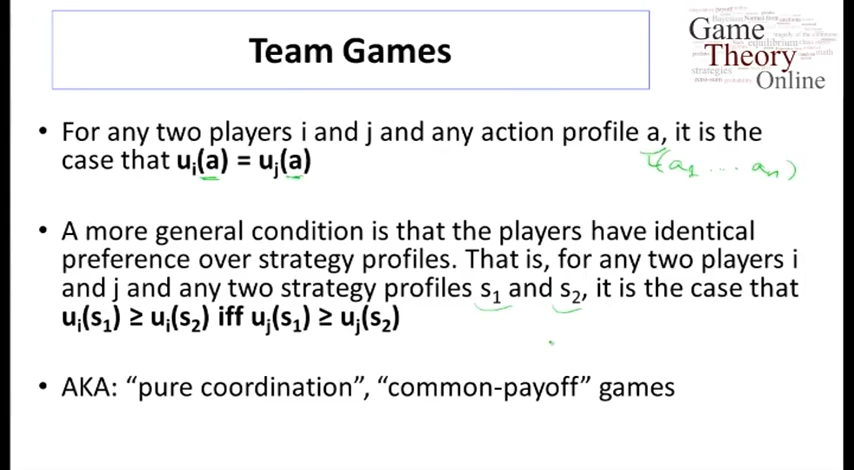 Team Games
Game
Theory
Online
• For any two players i and j and any action profile a, it is the
case that uᵢ(a) = uⱼ(a)
(a₁ ... aₙ)
• A more general condition is that the players have identical
preference over strategy profiles. That is, for any two players i
and j and any two strategy profiles s₁ and s₂, it is the case that
uᵢ(s₁) ≥ uᵢ(s₂) iff uⱼ(s₁) ≥ uⱼ(s₂)
• AKA: “pure coordination”, “common-payoff” games